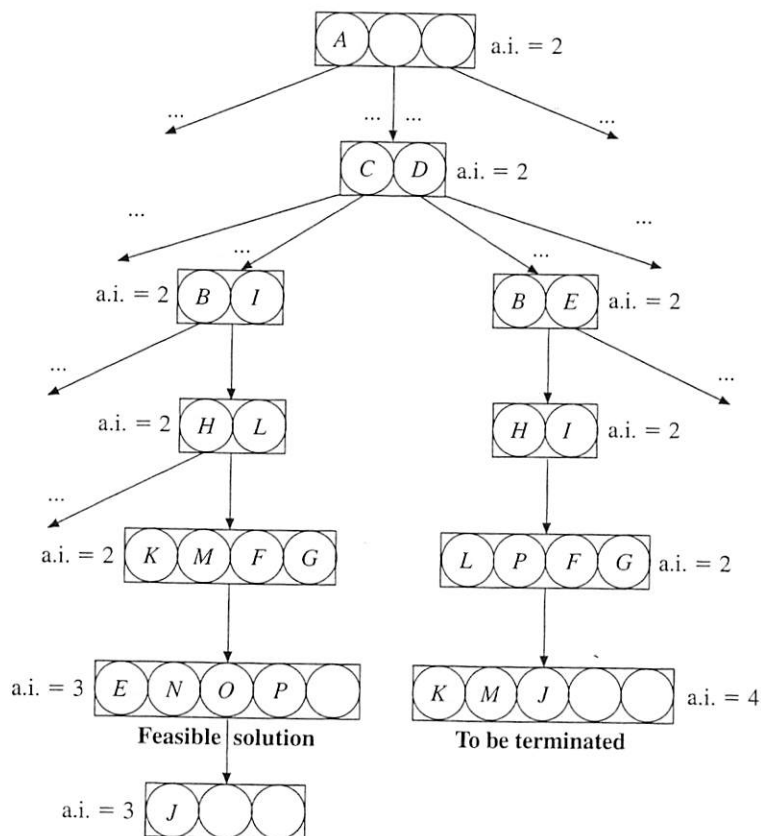 A a.i. = 2
... ... ... ...
C D a.i. = 2
... ...
... ...
a.i. = 2 B I
B E a.i. = 2
... ...
a.i. = 2 H L
H I a.i. = 2
...
a.i. = 2 K M F G
L P F G a.i. = 2
a.i. = 3 E N O P
K M J a.i. = 4
Feasible solution
To be terminated
a.i. = 3 J